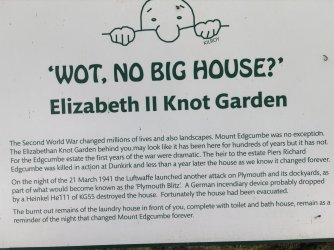 KILROY
'WOT, NO BIG HOUSE?'
Elizabeth II Knot Garden
The Second World War changed millions of lives and also landscapes. Mount Edgcumbe was no exception.
The Elizabethan Knot Garden behind you may look like it has been here for hundreds of years but it has not.
For the Edgcumbe estate the first years of the war were dramatic. The heir to the estate Piers Richard
Edgcumbe was killed in action at Dunkirk and less than a year later the house as we know it changed forever.
On the night of the 21 March 1941 the Luftwaffe launched another attack on Plymouth and its dockyards, as
part of what would become known as the 'Plymouth Blitz'. A German incendiary device probably dropped
by a Heinkel He111 of KG55 destroyed the house. Fortunately the house had been evacuated.
The burnt out remains of the laundry house in front of you, complete with toilet and bath house, remain as a
reminder of the night that changed Mount Edgcumbe forever.